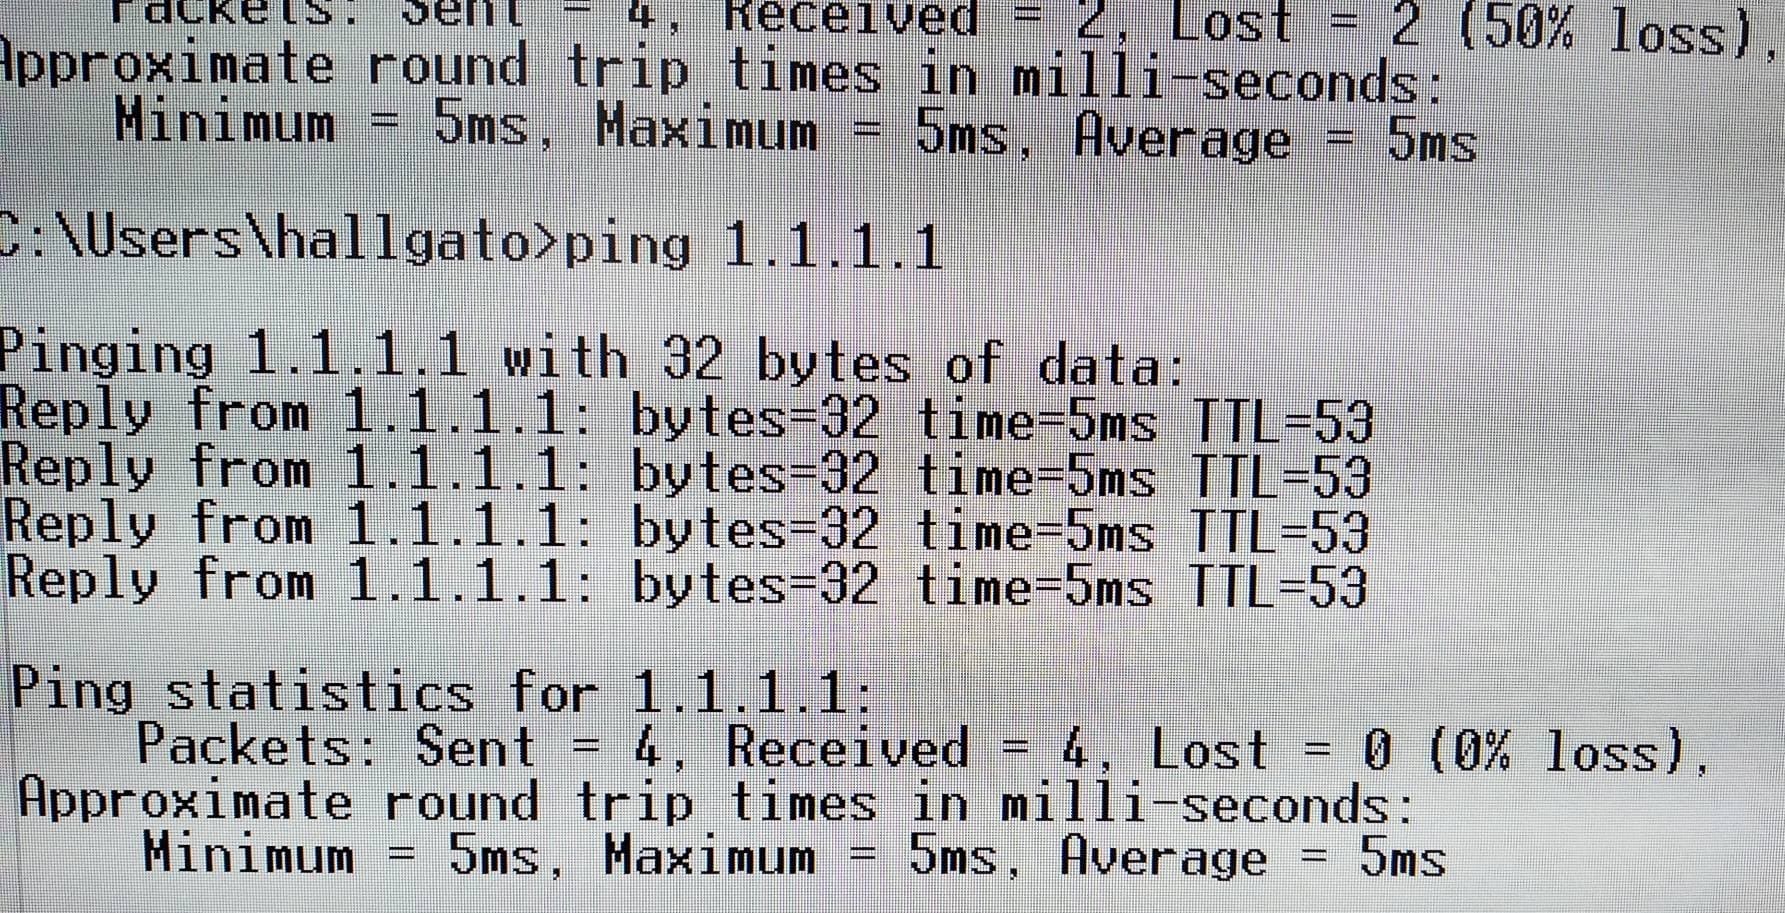 Packets: Sent = 4, Received = 2, Lost = 2 (50% loss),
Approximate round trip times in milli-seconds:
Minimum = 5ms, Maximum = 5ms, Average = 5ms
C:\Users\hallgato>ping 1.1.1.1
Pinging 1.1.1.1 with 32 bytes of data:
Reply from 1.1.1.1: bytes=32 time=5ms TTL=53
Reply from 1.1.1.1: bytes=32 time=5ms TTL=53
Reply from 1.1.1.1: bytes=32 time=5ms TTL=53
Reply from 1.1.1.1: bytes=32 time=5ms TTL=53
Ping statistics for 1.1.1.1:
Packets: Sent = 4, Received = 4, Lost = 0 (0% loss),
Approximate round trip times in milli-seconds:
Minimum = 5ms, Maximum = 5ms, Average = 5ms